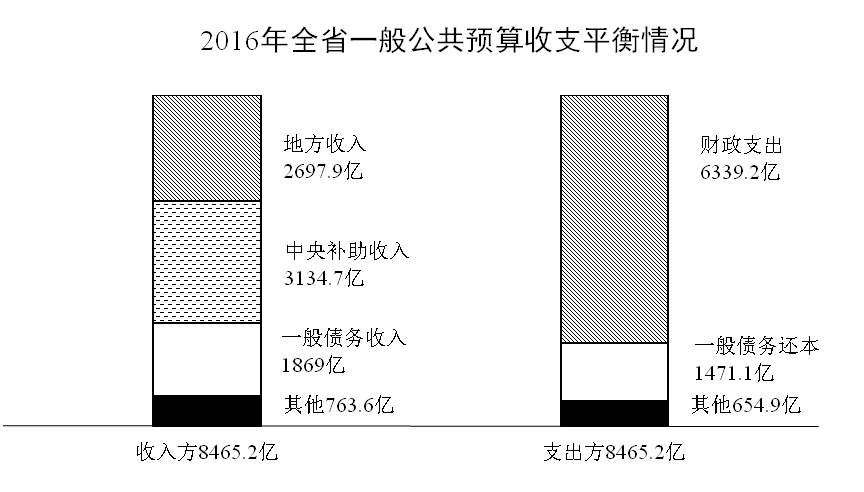 2016年全省一般公共预算收支平衡情况
地方收入
2697.9亿
中央补助收入
3134.7亿
一般债务收入
1869亿
其他763.6亿
收入方8465.2亿
财政支出
6339.2亿
一般债务还本
1471.1亿
其他654.9亿
支出方8465.2亿